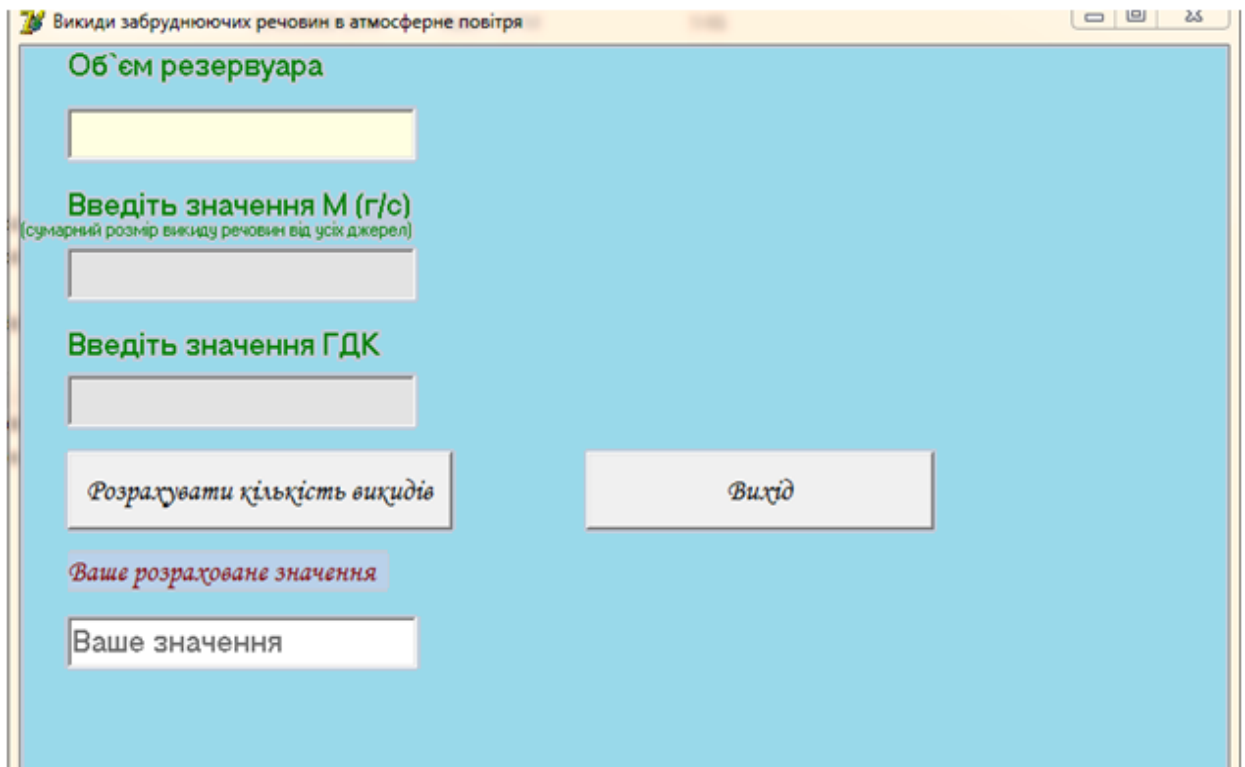 Викиди забруднюючих речовин в атмосферне повітря
Об`єм резервуара
Введіть значення М (г/с)
(сумарний розмір викиду речовин від усіх джерел)
Введіть значення ГДК
Розрахувати кількість викидів
Вихід
Ваше розраховане значення
Ваше значення